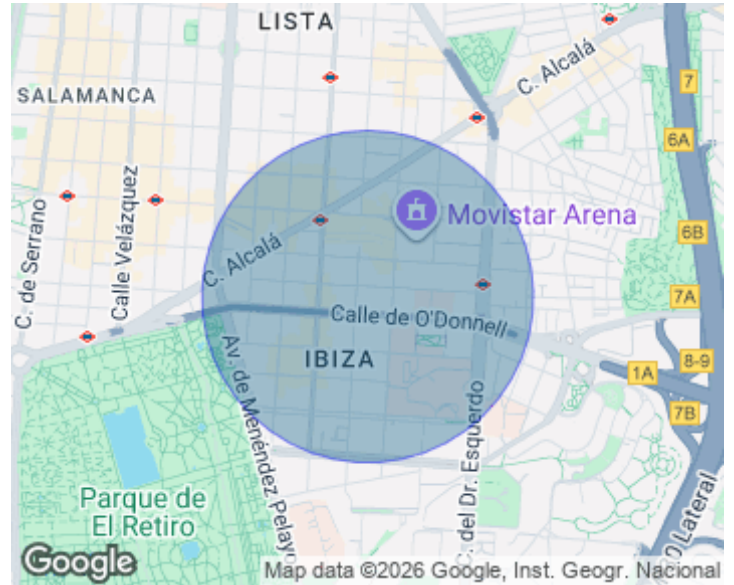 LISTA
C. Alcalá
SALAMANCA
7
6A
Calle Velázquez
C. de Serrano
Movistar Arena
6B
C. Alcalá
7A
Calle de O'Donnell
IBIZA
8-9
1A
7B
Av. de Menéndez Pelayo
C. del Dr. Esquerdo
Parque de
El Retiro
30 Lateral
Google
Map data ©2026 Google, Inst. Geogr. Nacional